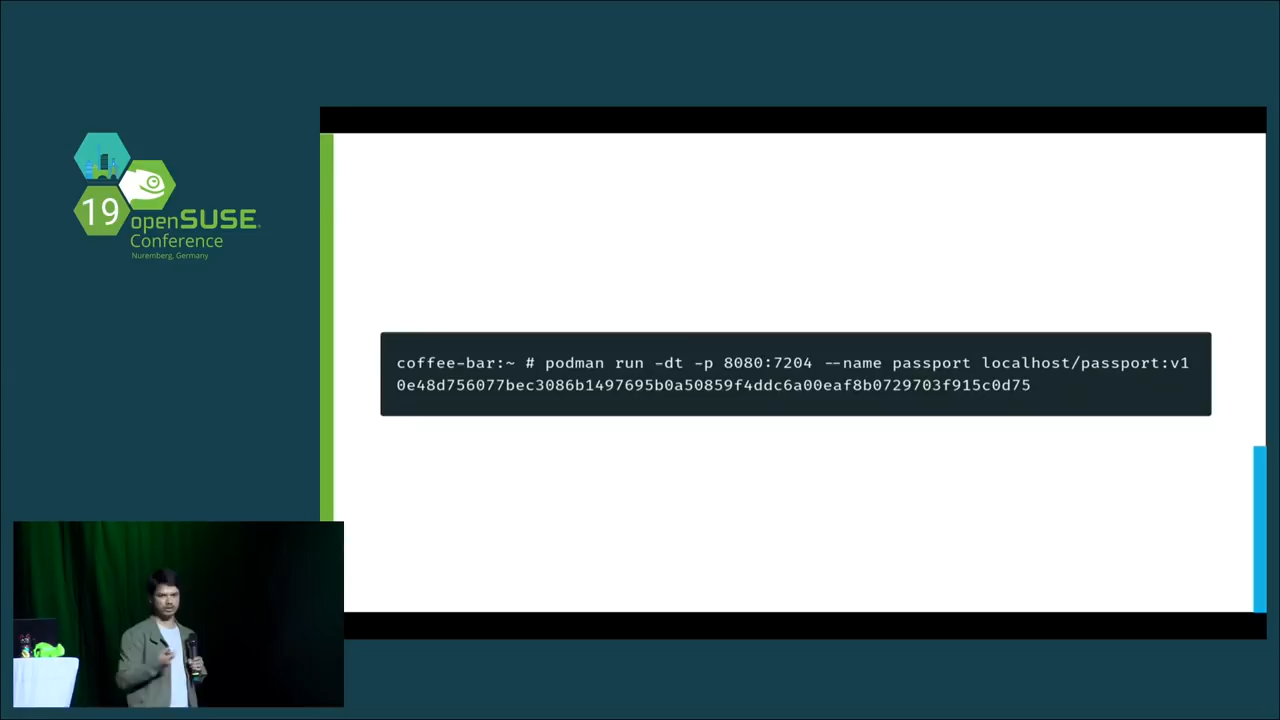 19
openSUSE
Conference
Nuremberg, Germany
coffee-bar:~ # podman run -dt -p 8080:7204 --name passport localhost/passport:v1
0e48d756077bec3086b1497695b0a50859f4ddc6a00eaf8b0729703f915c0d75